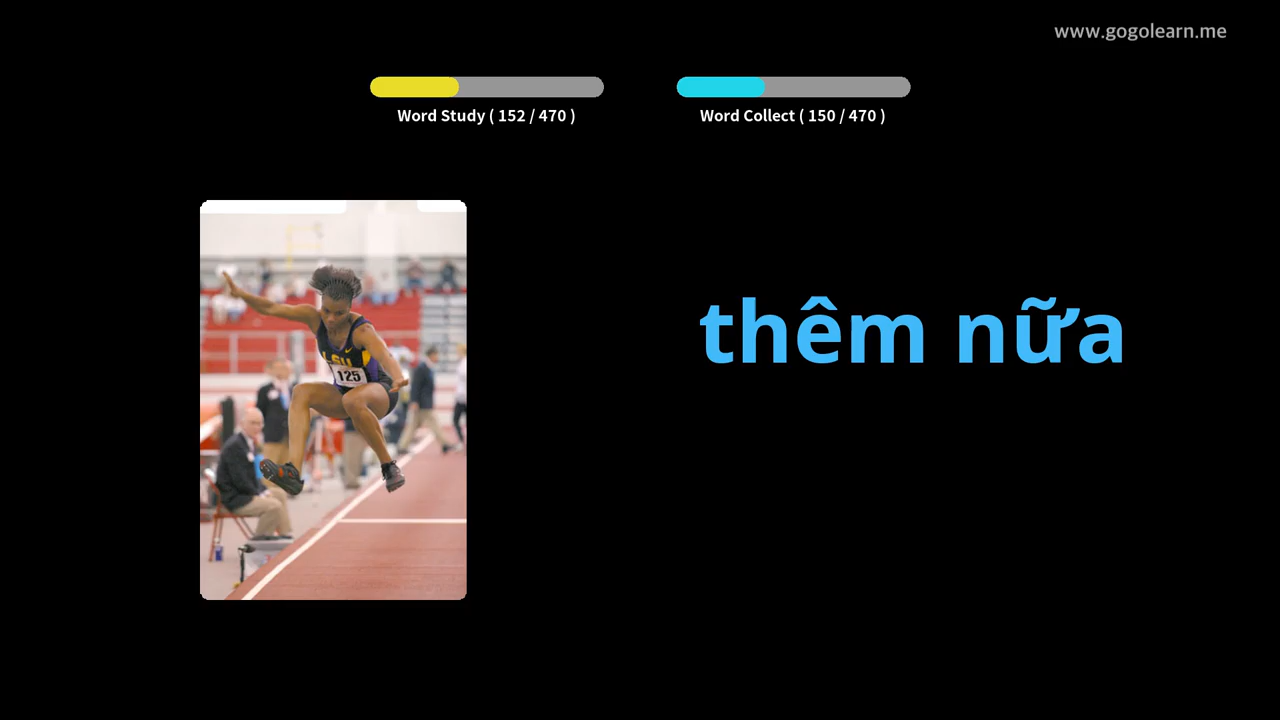 www.gogolearn.me
Word Study ( 152 / 470 )
Word Collect ( 150 / 470 )
thêm nữa
LSU
125